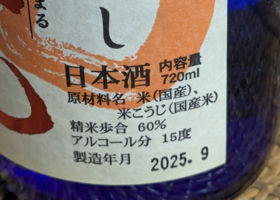 まる
し
日本酒 内容量 720ml
原材料名 米(国産)、
米こうじ(国産米)
精米歩合 60%
アルコール分 15度
製造年月 2025.9